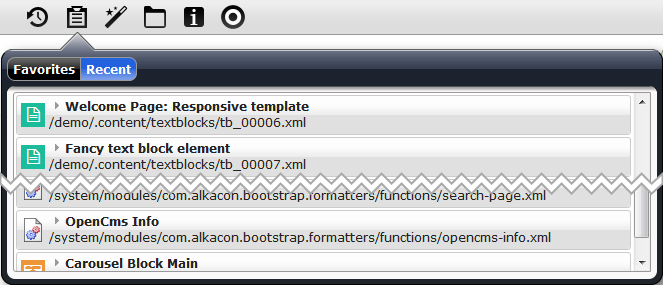 Favorites Recent
Welcome Page: Responsive template
/demo/.content/textblocks/tb_00006.xml
Fancy text block element
/demo/.content/textblocks/tb_00007.xml
/system/modules/com.alkacon.bootstrap.formatters/functions/search-page.xml
OpenCms Info
/system/modules/com.alkacon.bootstrap.formatters/functions/opencms-info.xml
Carousel Block Main